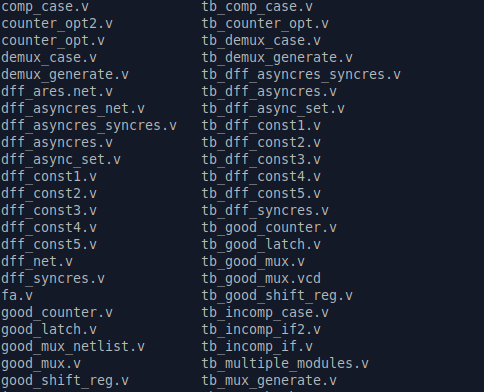 comp_case.v tb_comp_case.v
counter_opt2.v tb_counter_opt.v
counter_opt.v tb_demux_case.v
demux_case.v tb_demux_generate.v
demux_generate.v tb_dff_asyncres_syncres.v
dff_ares.net.v tb_dff_asyncres.v
dff_asyncres_net.v tb_dff_async_set.v
dff_asyncres_syncres.v tb_dff_const1.v
dff_asyncres.v tb_dff_const2.v
dff_async_set.v tb_dff_const3.v
dff_const1.v tb_dff_const4.v
dff_const2.v tb_dff_const5.v
dff_const3.v tb_dff_syncres.v
dff_const4.v tb_good_counter.v
dff_const5.v tb_good_latch.v
dff_net.v tb_good_mux.v
dff_syncres.v tb_good_mux.vcd
fa.v tb_good_shift_reg.v
good_counter.v tb_incomp_case.v
good_latch.v tb_incomp_if2.v
good_mux_netlist.v tb_incomp_if.v
good_mux.v tb_multiple_modules.v
good_shift_reg.v tb_mux_generate.v